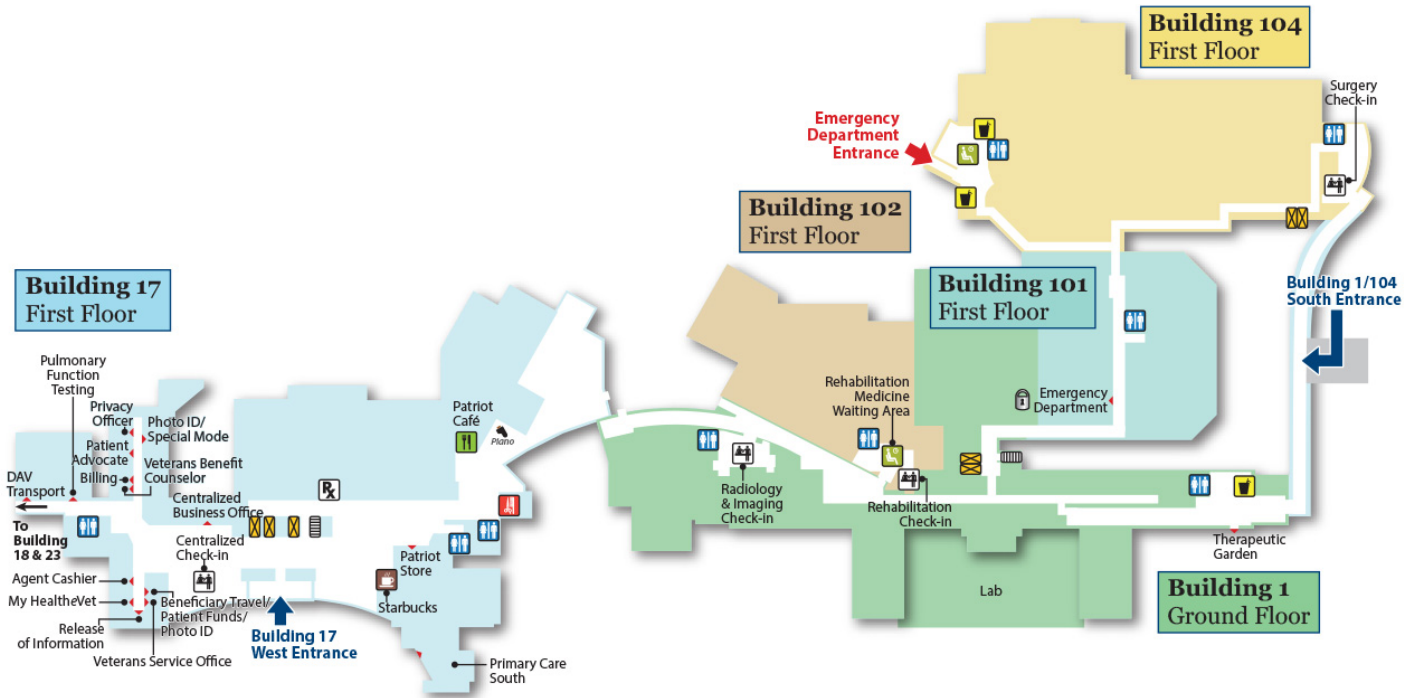 Building 104
First Floor
Surgery
Check-in
Emergency
Department
Entrance
Building 102
First Floor
Building 101
First Floor
Building 1/104
South Entrance
Building 17
First Floor
Pulmonary
Function
Testing
Privacy
Officer
Photo ID/
Special Mode
Patient
Advocate
Veterans Benefit
Counselor
Billing
DAV
Transport
Centralized
Business Office
Rx
Patriot
Café
Piano
Rehabilitation
Medicine
Waiting Area
Emergency
Department
To
Building
18 & 23
Centralized
Check-in
Radiology
& Imaging
Check-in
Rehabilitation
Check-in
Therapeutic
Garden
Patriot
Store
Agent Cashier
My HealtheVet
Beneficiary Travel/
Patient Funds/
Photo ID
Starbucks
Lab
Building 1
Ground Floor
Release
of Information
Veterans Service Office
Building 17
West Entrance
Primary Care
South